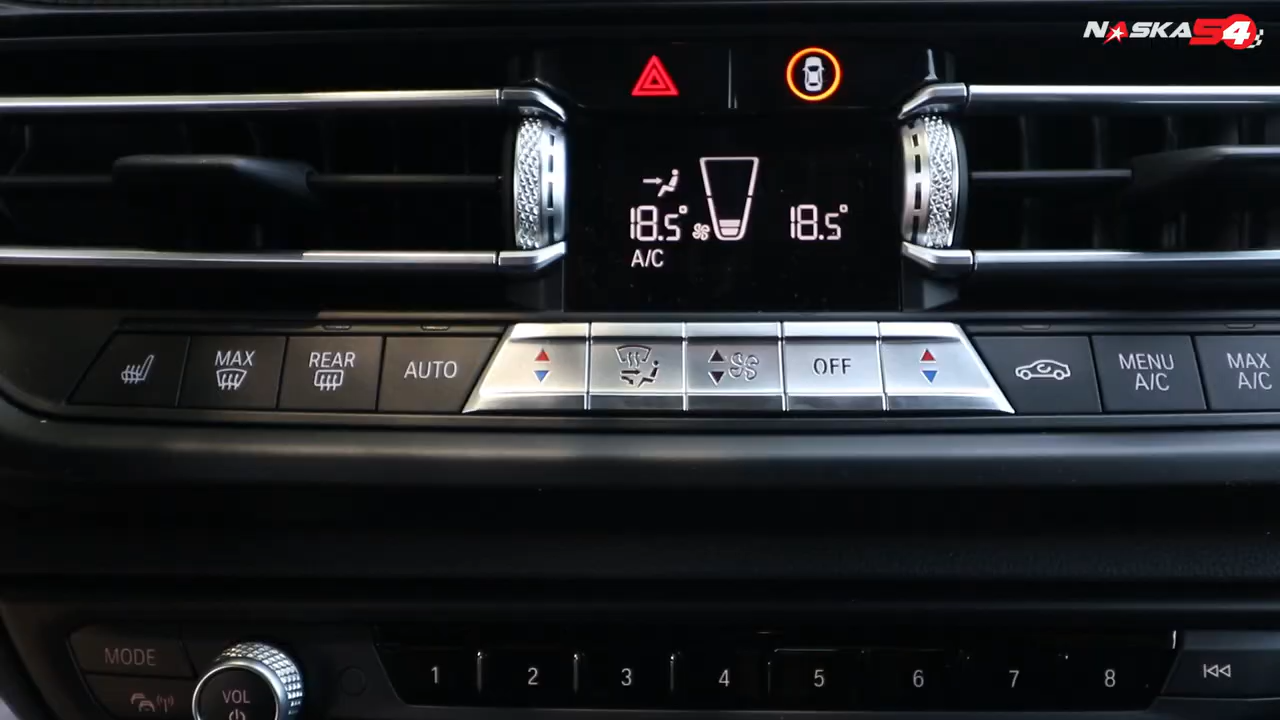 NASKA54
18.5°
18.5°
A/C
MAX
REAR
AUTO
OFF
MENU
A/C
MAX
A/C
MODE
VOL
1 2 3 4 5 6 7 8